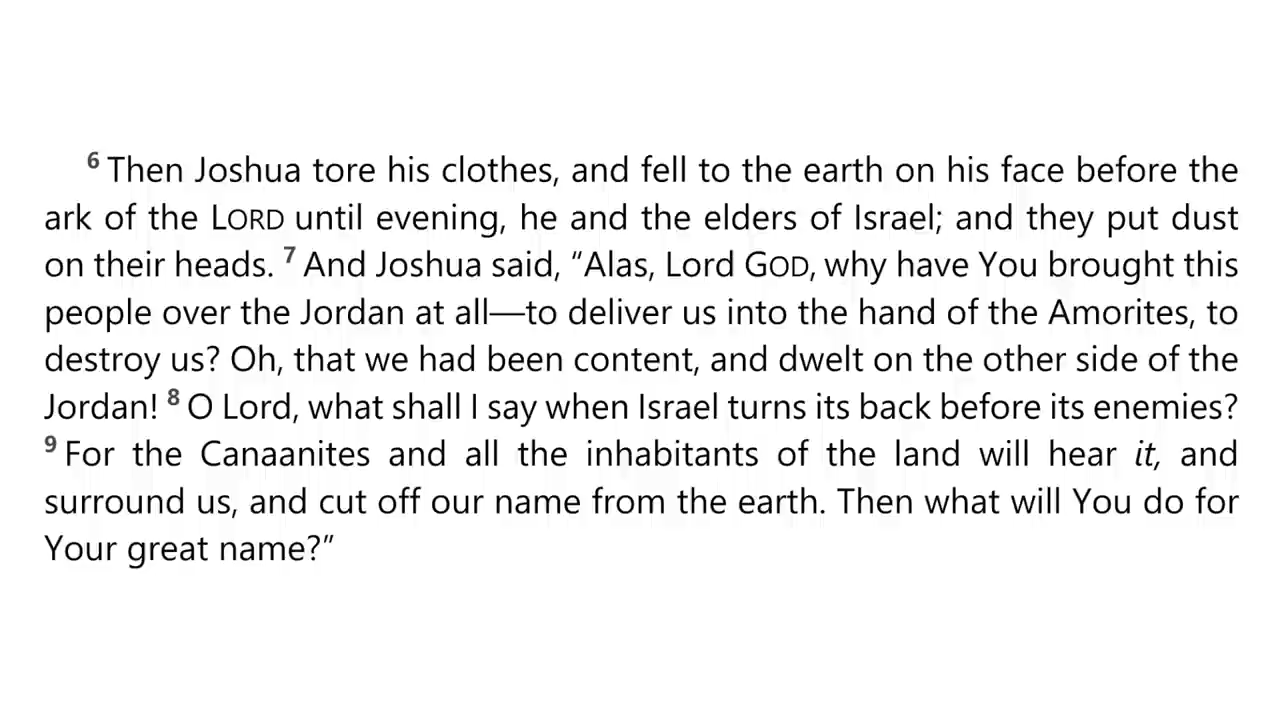 6 Then Joshua tore his clothes, and fell to the earth on his face before the
ark of the LORD until evening, he and the elders of Israel; and they put dust
on their heads. 7 And Joshua said, “Alas, Lord GOD, why have You brought this
people over the Jordan at all—to deliver us into the hand of the Amorites, to
destroy us? Oh, that we had been content, and dwelt on the other side of the
Jordan! 8 O Lord, what shall I say when Israel turns its back before its enemies?
9 For the Canaanites and all the inhabitants of the land will hear it, and
surround us, and cut off our name from the earth. Then what will You do for
Your great name?”